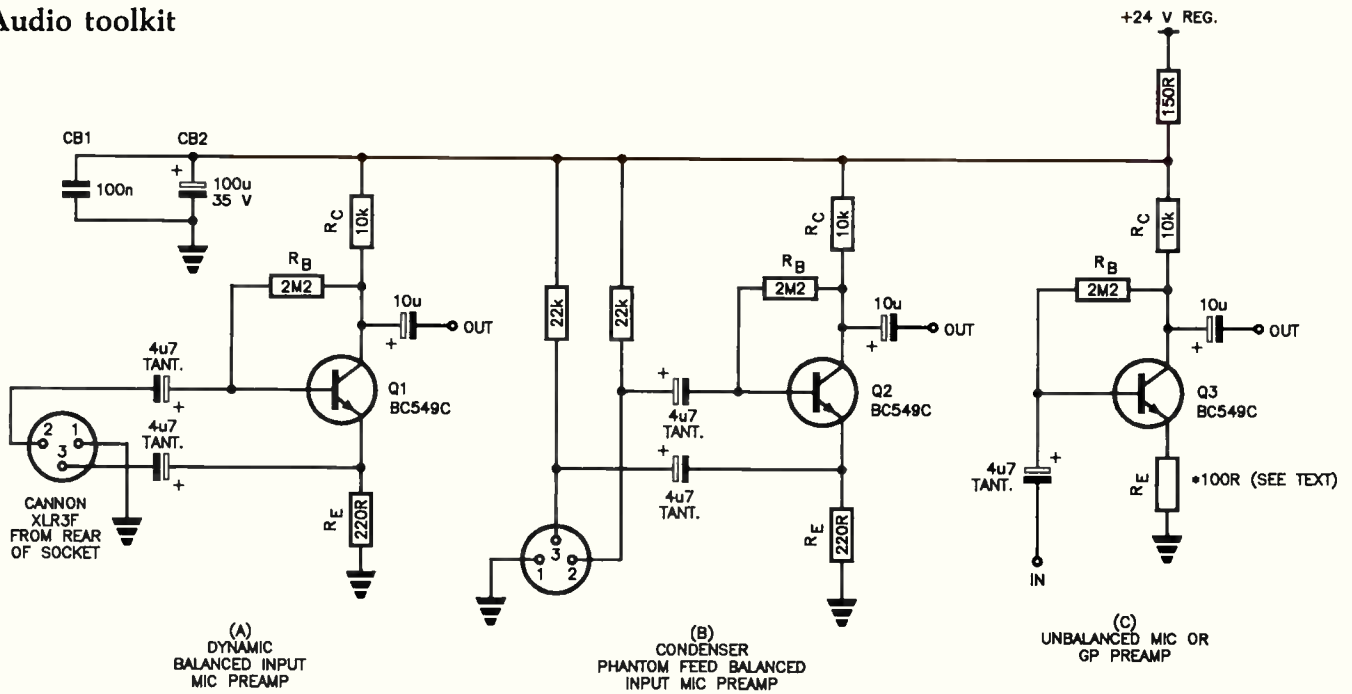 Audio toolkit
+24 V REG.
150R
CB1
100n
CB2
+
100u
35 V
RC
10k
RB
2M2
10u
+
OUT
4u7
TANT.
+
Q1
BC549C
4u7
TANT.
+
2
1
3
CANNON
XLR3F
FROM REAR
OF SOCKET
RE
220R
(A)
DYNAMIC
BALANCED INPUT
MIC PREAMP
22k
22k
RC
10k
RB
2M2
10u
+
OUT
+
4u7
TANT.
Q2
BC549C
+
4u7
TANT.
3
1
2
RE
220R
(B)
CONDENSER
PHANTOM FEED BALANCED
INPUT MIC PREAMP
RC
10k
RB
2M2
10u
+
OUT
Q3
BC549C
4u7
TANT.
+
RE
*100R (SEE TEXT)
IN
(C)
UNBALANCED MIC OR
GP PREAMP